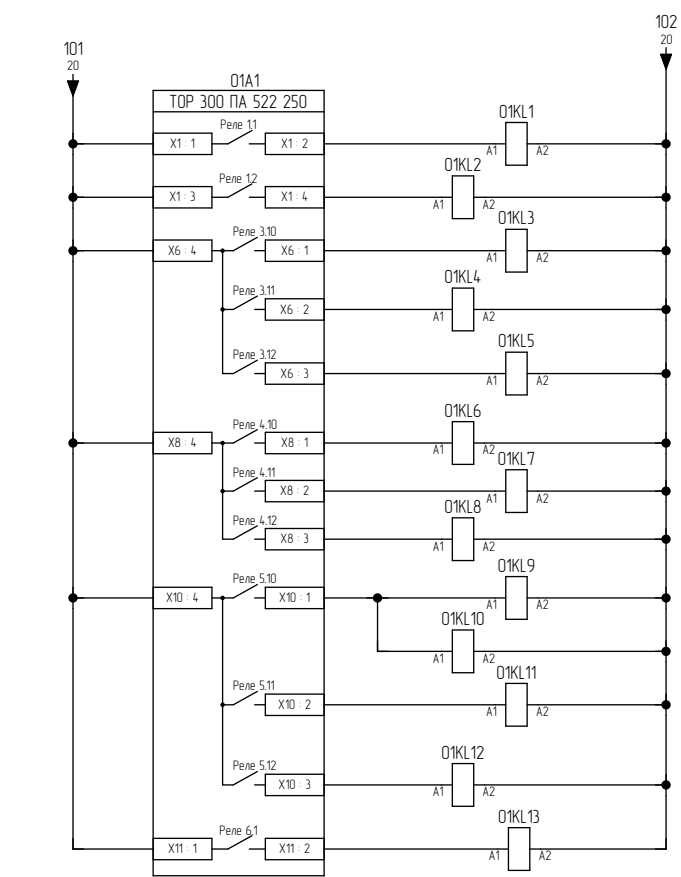 102
20
101
20
01A1
ТОР 300 ПА 522 250
01KL1
Реле 1.1
X1 : 1
X1 : 2
A1
A2
01KL2
Реле 1.2
X1 : 3
X1 : 4
A1
A2
01KL3
Реле 3.10
X6 : 4
X6 : 1
A1
A2
01KL4
Реле 3.11
X6 : 2
A1
A2
01KL5
Реле 3.12
X6 : 3
A1
A2
01KL6
Реле 4.10
X8 : 4
X8 : 1
A1
A2
01KL7
Реле 4.11
X8 : 2
A1
A2
01KL8
Реле 4.12
X8 : 3
A1
A2
01KL9
Реле 5.10
X10 : 4
X10 : 1
A1
A2
01KL10
A1
A2
01KL11
Реле 5.11
X10 : 2
A1
A2
01KL12
Реле 5.12
X10 : 3
A1
A2
01KL13
Реле 6.1
X11 : 1
X11 : 2
A1
A2